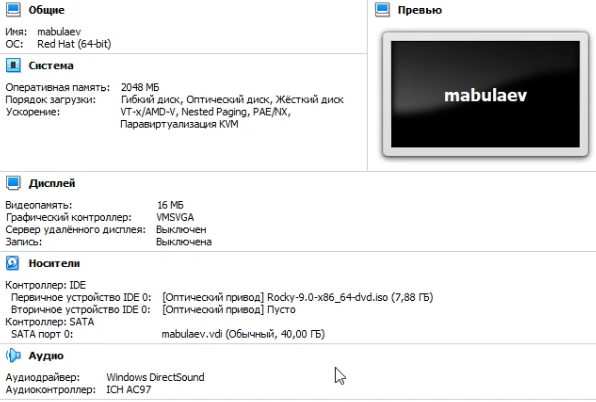 Общие
Имя: mabulaev
ОС: Red Hat (64-bit)
Система
Оперативная память: 2048 МБ
Порядок загрузки: Гибкий диск, Оптический диск, Жёсткий диск
Ускорение: VT-x/AMD-V, Nested Paging, PAE/NX,
Паравиртуализация KVM
Превью
mabulaev
Дисплей
Видеопамять: 16 МБ
Графический контроллер: VMSVGA
Сервер удалённого дисплея: Выключен
Запись: Выключена
Носители
Контроллер: IDE
Первичное устройство IDE 0: [Оптический привод] Rocky-9.0-x86_64-dvd.iso (7,88 ГБ)
Вторичное устройство IDE 0: [Оптический привод] Пусто
Контроллер: SATA
SATA порт 0: mabulaev.vdi (Обычный, 40,00 ГБ)
Аудио
Аудиодрайвер: Windows DirectSound
Аудиоконтроллер: ICH AC97